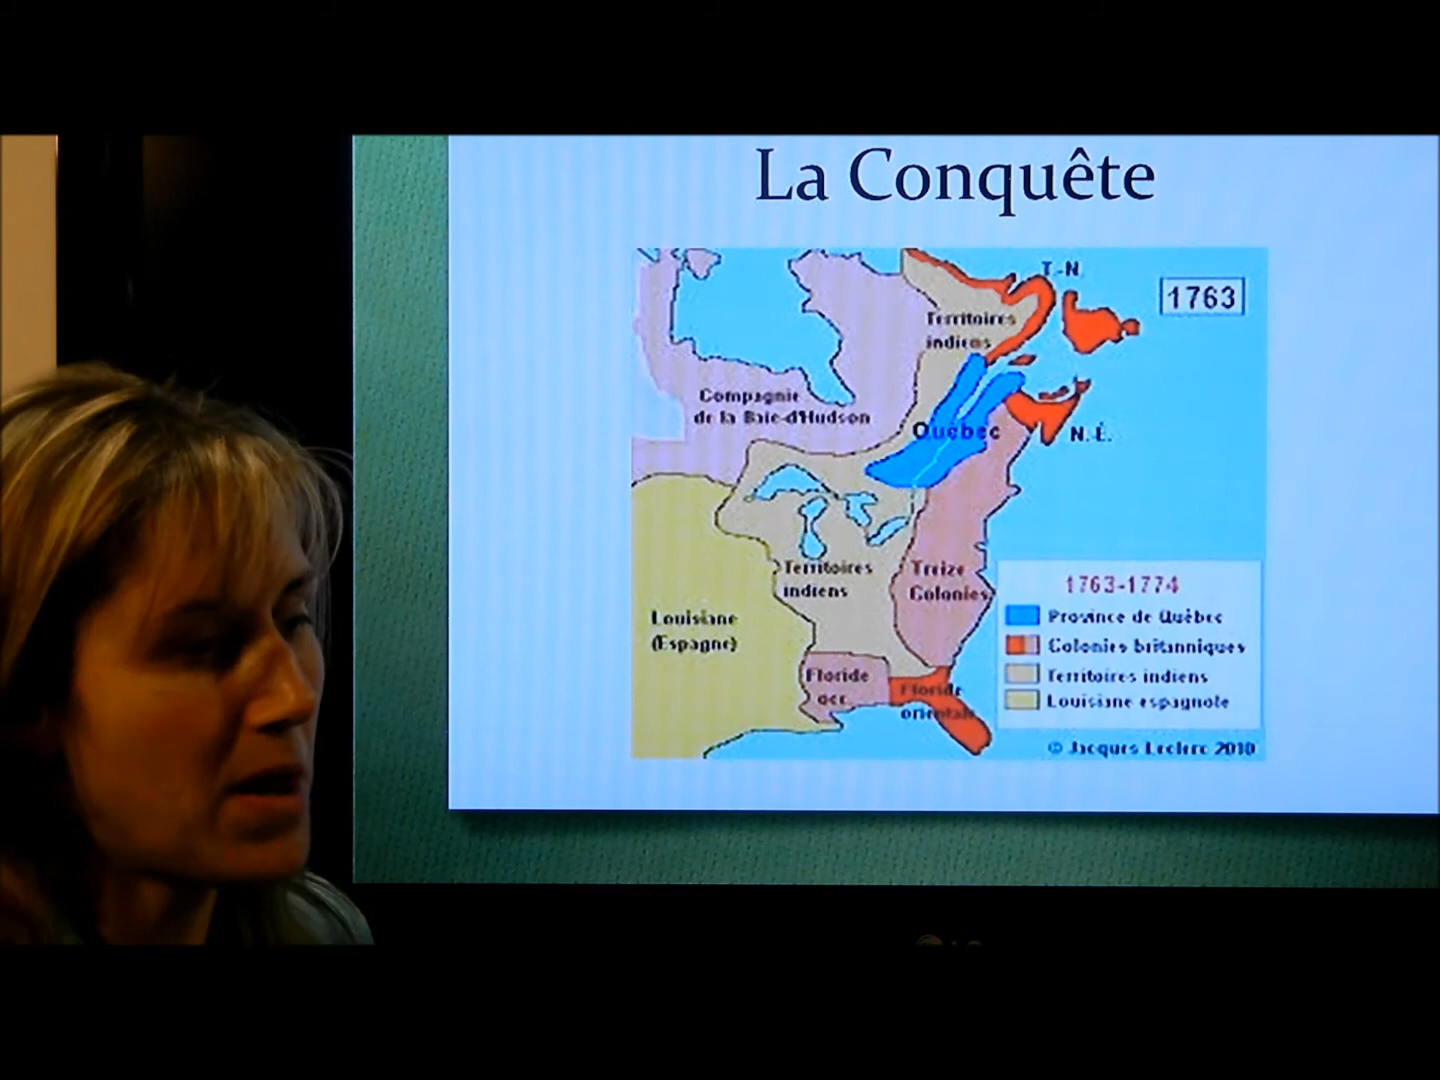 La Conquête
T.-N
1763
Territoires
indiens
Compagnie
de la Baie-d'Hudson
Québec
N.-É.
Territoires
indiens
Treize
Colonies
Louisiane
(Espagne)
Floride
occ.
Floride
orientale
1763-1774
Province de Québec
Colonies britanniques
Territoires indiens
Louisiane espagnole
© Jacques Leclerc 2010